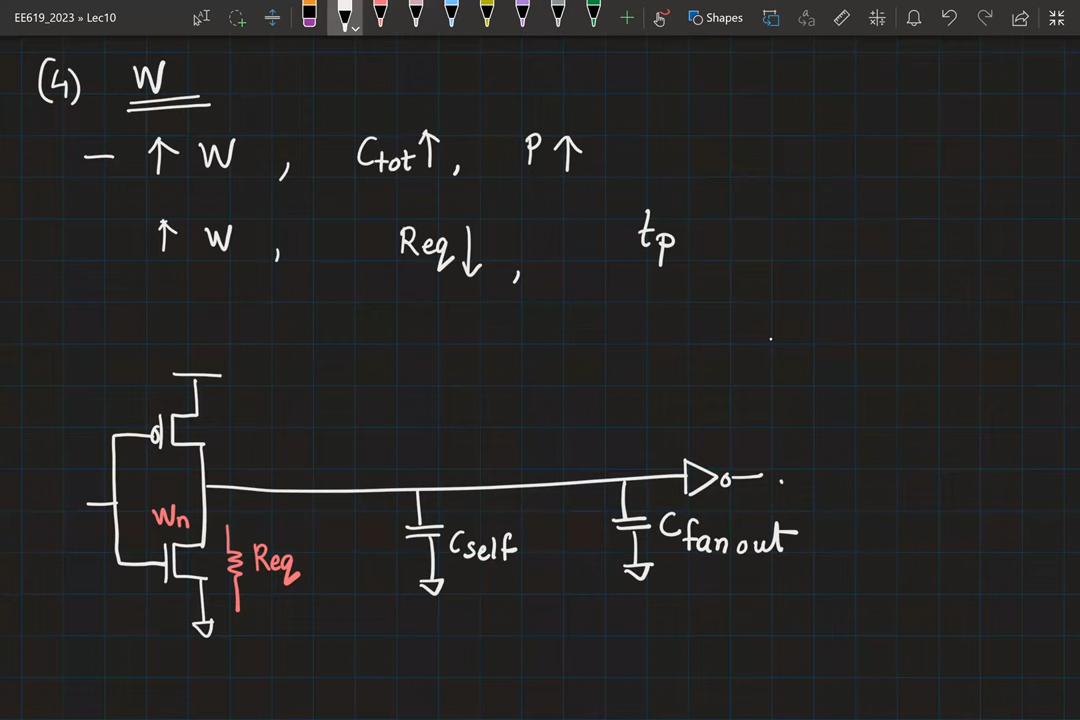 EE619_2023 » Lec10
Shapes
(4) W
— ↑ W , Ctot ↑, P ↑
↑ W , Req ↓, tp
Wn
Req
Cself
Cfanout